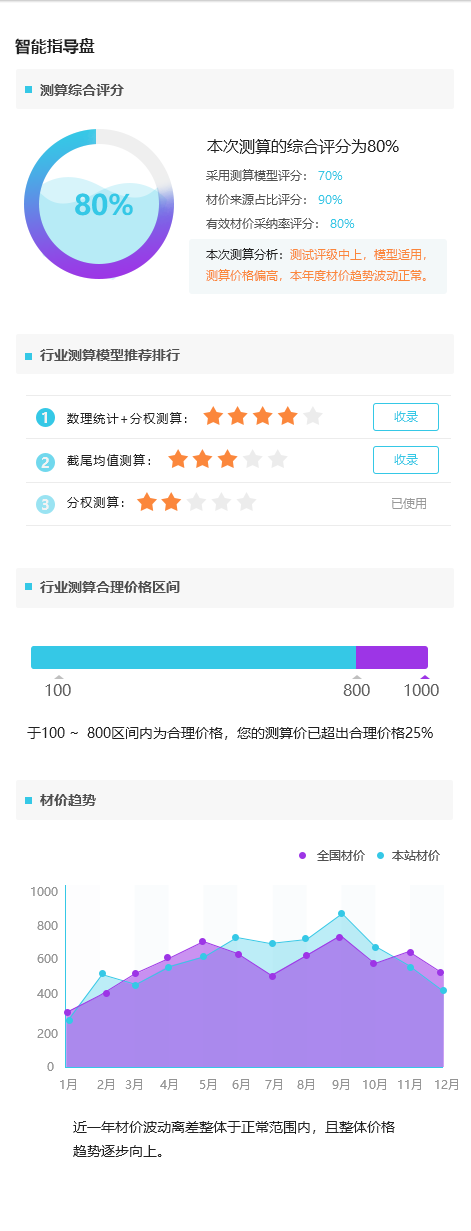 智能指导盘
测算综合评分
80%
本次测算的综合评分为80%
采用测算模型评分： 70%
材价来源占比评分： 90%
有效材价采纳率评分： 80%
本次测算分析：测试评级中上，模型适用，
测算价格偏高，本年度材价趋势波动正常。
行业测算模型推荐排行
1 数理统计+分权测算： 收录
2 截尾均值测算： 收录
3 分权测算： 已使用
行业测算合理价格区间
100 800 1000
于100 ~ 800区间内为合理价格，您的测算价已超出合理价格25%
材价趋势
全国材价 本站材价
1000
800
600
400
200
0
1月 2月 3月 4月 5月 6月 7月 8月 9月 10月 11月 12月
近一年材价波动离差整体于正常范围内，且整体价格
趋势逐步向上。